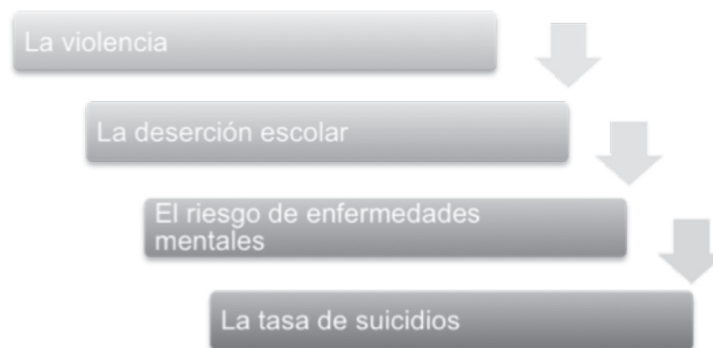 La violencia
La deserción escolar
El riesgo de enfermedades
mentales
La tasa de suicidios